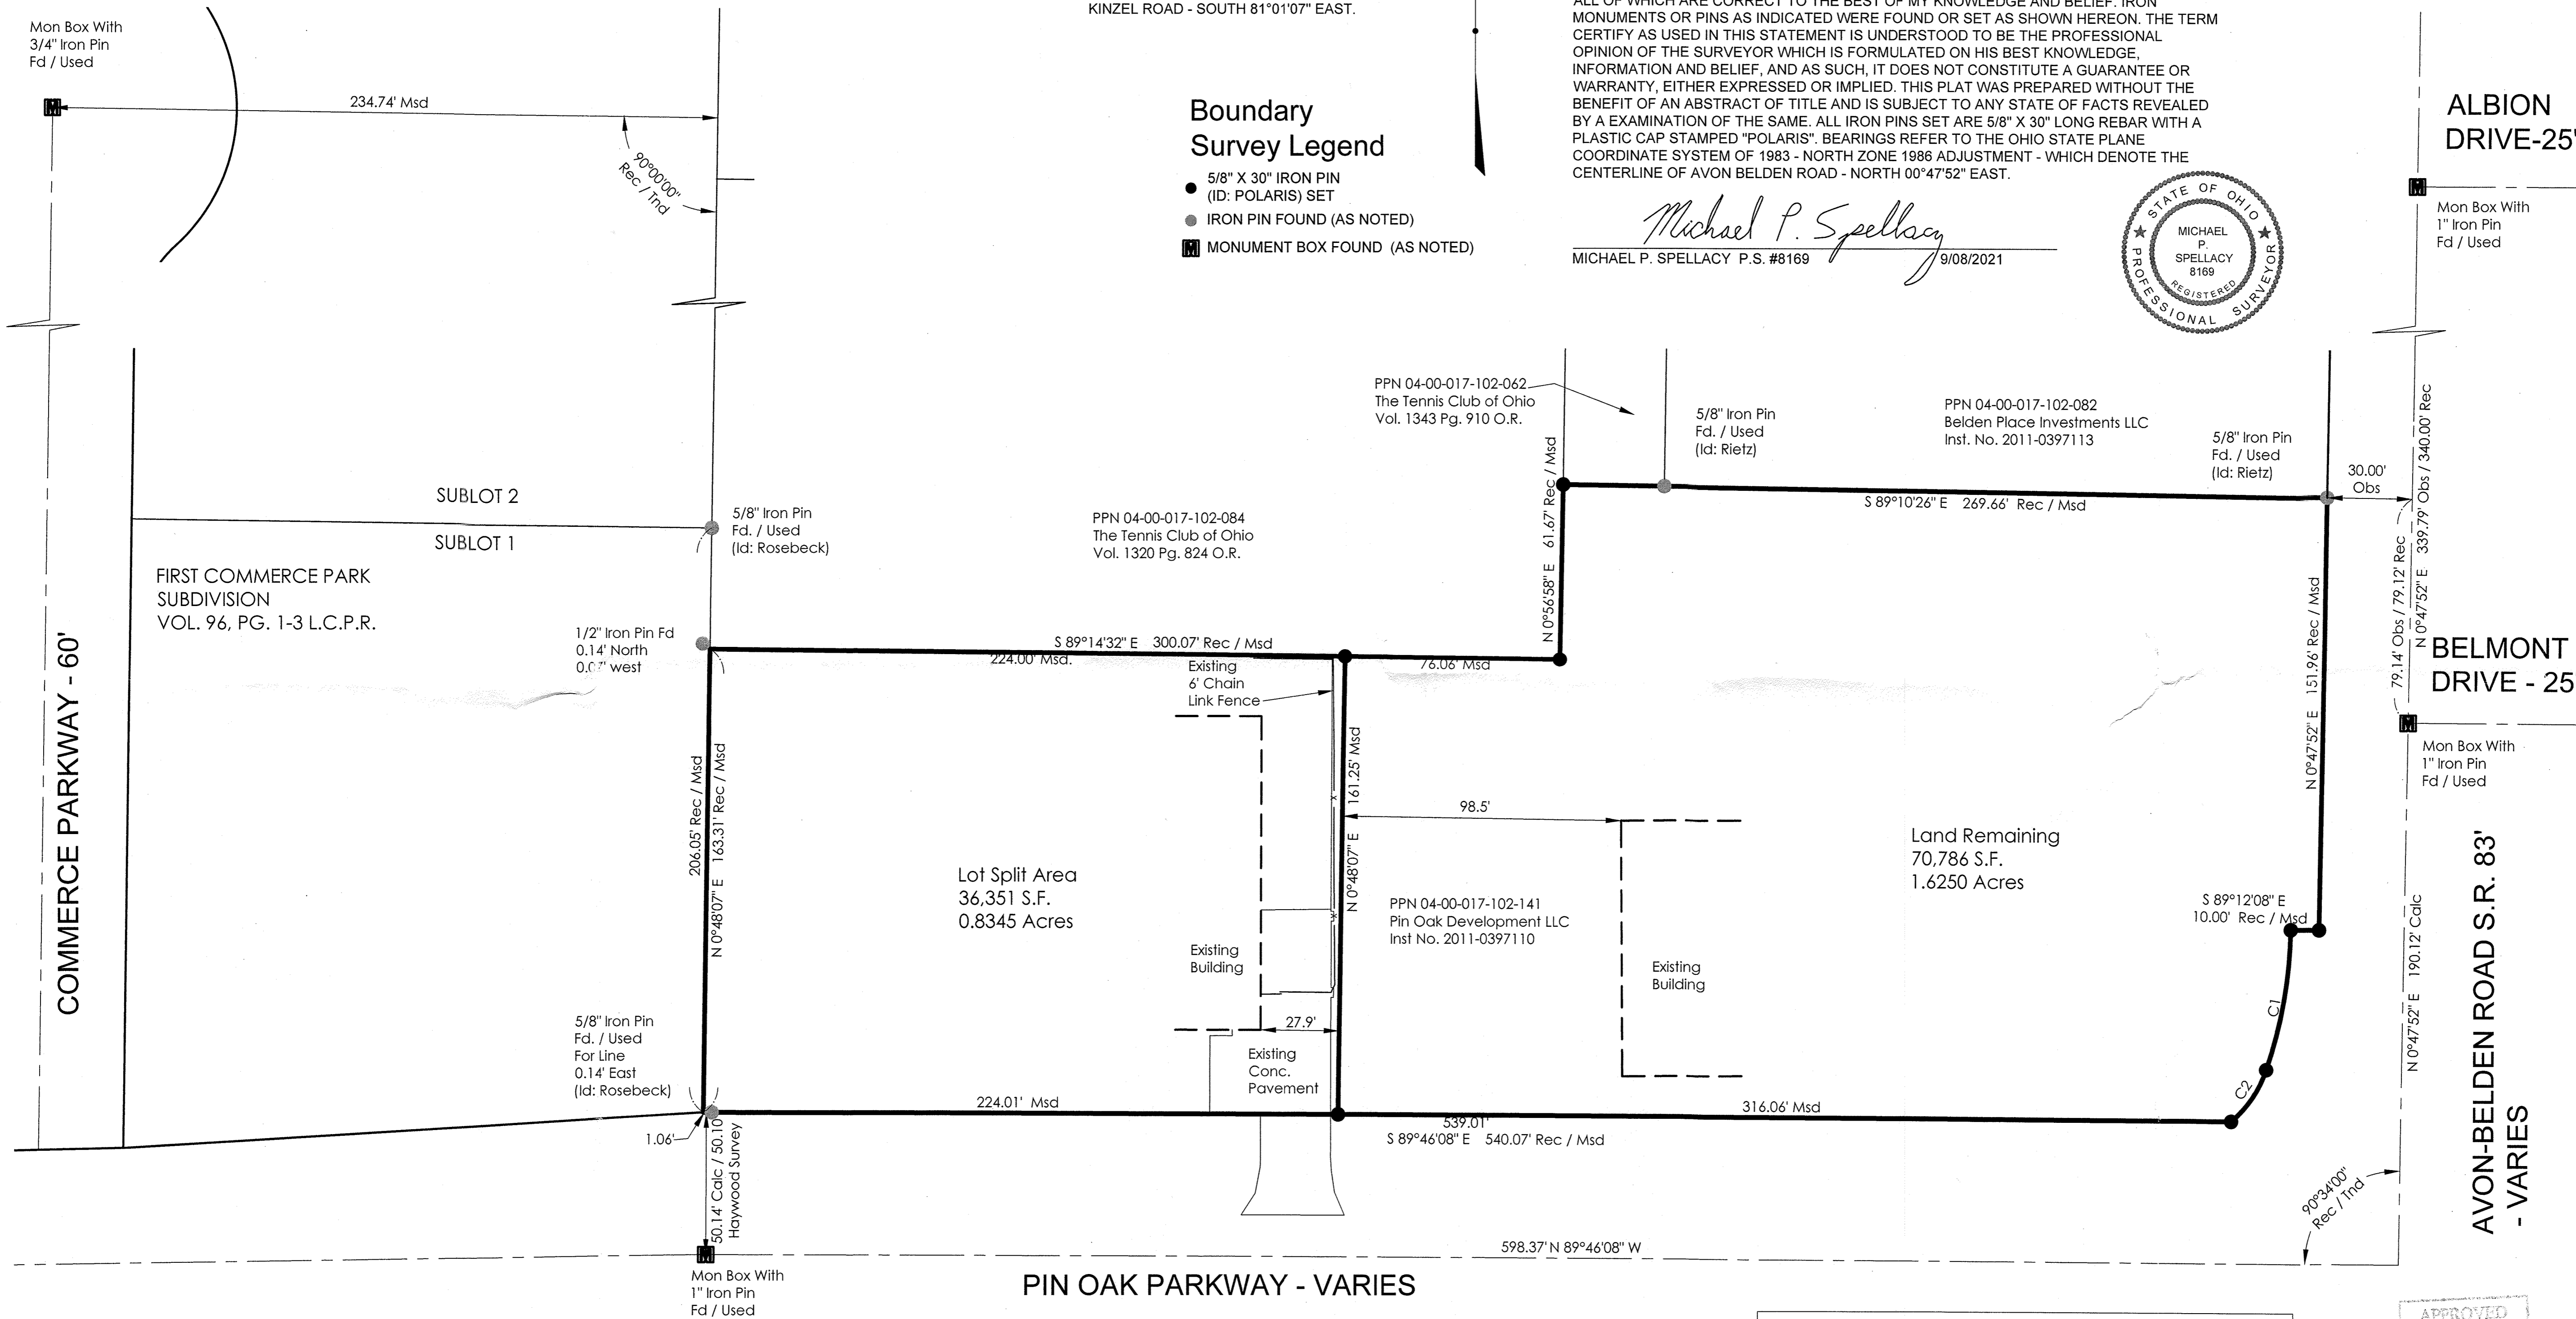 KINZEL ROAD - SOUTH 81°01'07" EAST.
ALL OF WHICH ARE CORRECT TO THE BEST OF MY KNOWLEDGE AND BELIEF. IRON
MONUMENTS OR PINS AS INDICATED WERE FOUND OR SET AS SHOWN HEREON. THE TERM
CERTIFY AS USED IN THIS STATEMENT IS UNDERSTOOD TO BE THE PROFESSIONAL
OPINION OF THE SURVEYOR WHICH IS FORMULATED ON HIS BEST KNOWLEDGE,
INFORMATION AND BELIEF, AND AS SUCH, IT DOES NOT CONSTITUTE A GUARANTEE OR
WARRANTY, EITHER EXPRESSED OR IMPLIED. THIS PLAT WAS PREPARED WITHOUT THE
BENEFIT OF AN ABSTRACT OF TITLE AND IS SUBJECT TO ANY STATE OF FACTS REVEALED
BY A EXAMINATION OF THE SAME. ALL IRON PINS SET ARE 5/8" X 30" LONG REBAR WITH A
PLASTIC CAP STAMPED "POLARIS". BEARINGS REFER TO THE OHIO STATE PLANE
COORDINATE SYSTEM OF 1983 - NORTH ZONE 1986 ADJUSTMENT - WHICH DENOTE THE
CENTERLINE OF AVON BELDEN ROAD - NORTH 00°47'52" EAST.
Michael P. Spellacy
MICHAEL P. SPELLACY P.S. #8169
9/08/2021
STATE OF OHIO
MICHAEL
P.
SPELLACY
8169
REGISTERED
PROFESSIONAL SURVEYOR
Mon Box With
3/4" Iron Pin
Fd / Used
234.74' Msd
90°00'00"
Rec / Tnd
Boundary
Survey Legend
5/8" X 30" IRON PIN
(ID: POLARIS) SET
IRON PIN FOUND (AS NOTED)
MONUMENT BOX FOUND (AS NOTED)
ALBION
DRIVE-25'
Mon Box With
1" Iron Pin
Fd / Used
PPN 04-00-017-102-062
The Tennis Club of Ohio
Vol. 1343 Pg. 910 O.R.
5/8" Iron Pin
Fd. / Used
(Id: Rietz)
PPN 04-00-017-102-082
Belden Place Investments LLC
Inst. No. 2011-0397113
5/8" Iron Pin
Fd. / Used
(Id: Rietz)
30.00'
Obs
N 0°47'52" E 339.79' Obs / 340.00' Rec
79.14' Obs / 79.12' Rec
SUBLOT 2
SUBLOT 1
5/8" Iron Pin
Fd. / Used
(Id: Rosebeck)
PPN 04-00-017-102-084
The Tennis Club of Ohio
Vol. 1320 Pg. 824 O.R.
N 0°56'58" E 61.67' Rec / Msd
S 89°10'26" E 269.66' Rec / Msd
FIRST COMMERCE PARK
SUBDIVISION
VOL. 96, PG. 1-3 L.C.P.R.
1/2" Iron Pin Fd
0.14' North
west
S 89°14'32" E 300.07' Rec / Msd
224.00' Msd.
76.06' Msd
Existing
6' Chain
Link Fence
N 0°47'52" E 151.96' Rec / Msd
BELMONT
DRIVE - 25
Mon Box With
1" Iron Pin
Fd / Used
COMMERCE PARKWAY - 60'
206.05' Rec / Msd
N 0°48'07" E 163.31' Rec / Msd
N 0°48'07" E 161.25' Msd
98.5'
Lot Split Area
36,351 S.F.
0.8345 Acres
Land Remaining
70,786 S.F.
1.6250 Acres
PPN 04-00-017-102-141
Pin Oak Development LLC
Inst No. 2011-0397110
S 89°12'08" E
10.00' Rec / Msd
Existing
Building
Existing
Building
C1
C2
N 0°47'52" E 190.12' Calc
AVON-BELDEN ROAD S.R. 83'
- VARIES
5/8" Iron Pin
Fd. / Used
For Line
0.14' East
(Id: Rosebeck)
27.9'
Existing
Conc.
Pavement
224.01' Msd
316.06' Msd
539.01'
S 89°46'08" E 540.07' Rec / Msd
1.06'
50.14' Calc / 50.10'
Haywood Survey
90°34'00"
Rec / Tnd
598.37' N 89°46'08" W
Mon Box With
1" Iron Pin
Fd / Used
PIN OAK PARKWAY - VARIES
APPROVED